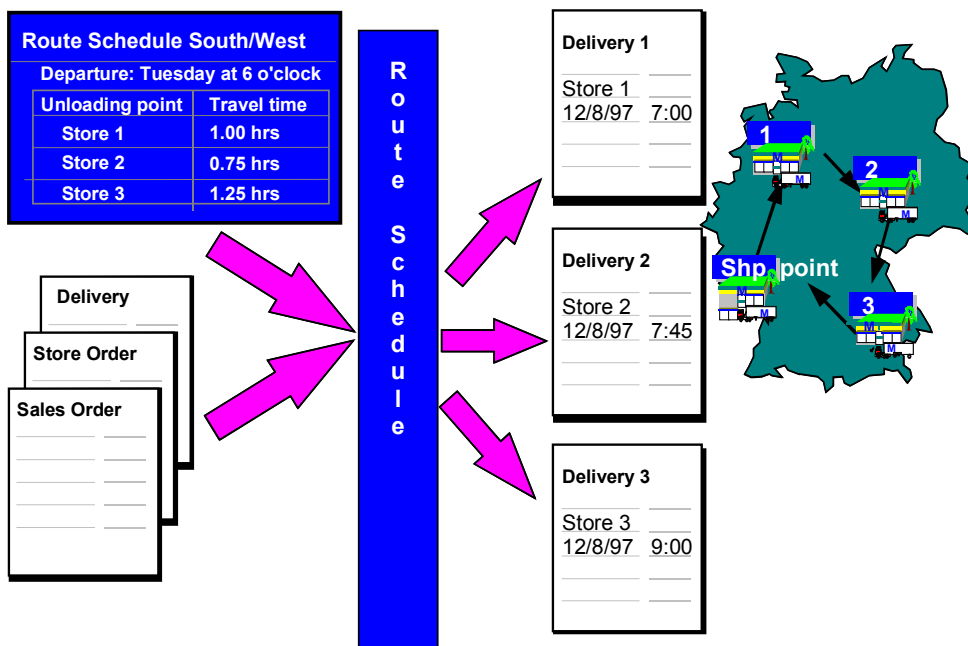 Route Schedule South/West
Departure: Tuesday at 6 o'clock
Unloading point Travel time
Store 1 1.00 hrs
Store 2 0.75 hrs
Store 3 1.25 hrs
Delivery
Store Order
Sales Order
Route Schedule
Delivery 1
Store 1
12/8/97 7:00
Delivery 2
Store 2
12/8/97 7:45
Delivery 3
Store 3
12/8/97 9:00
1
M
M
2
M
M
Shp point
M
M
3
M
M